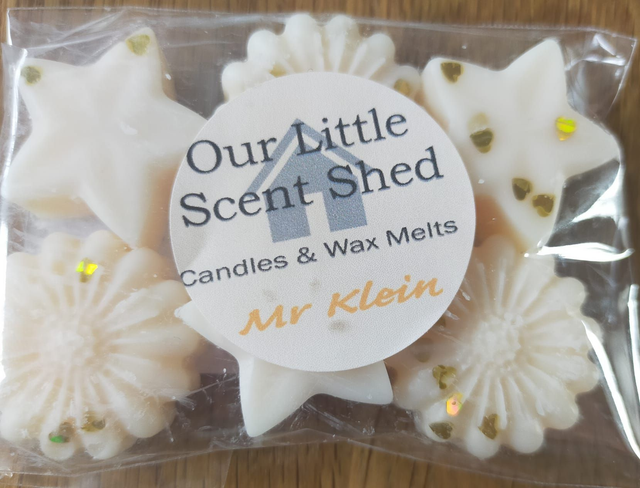 Our Little
Scent Shed
Candles & Wax Melts
Mr Klein